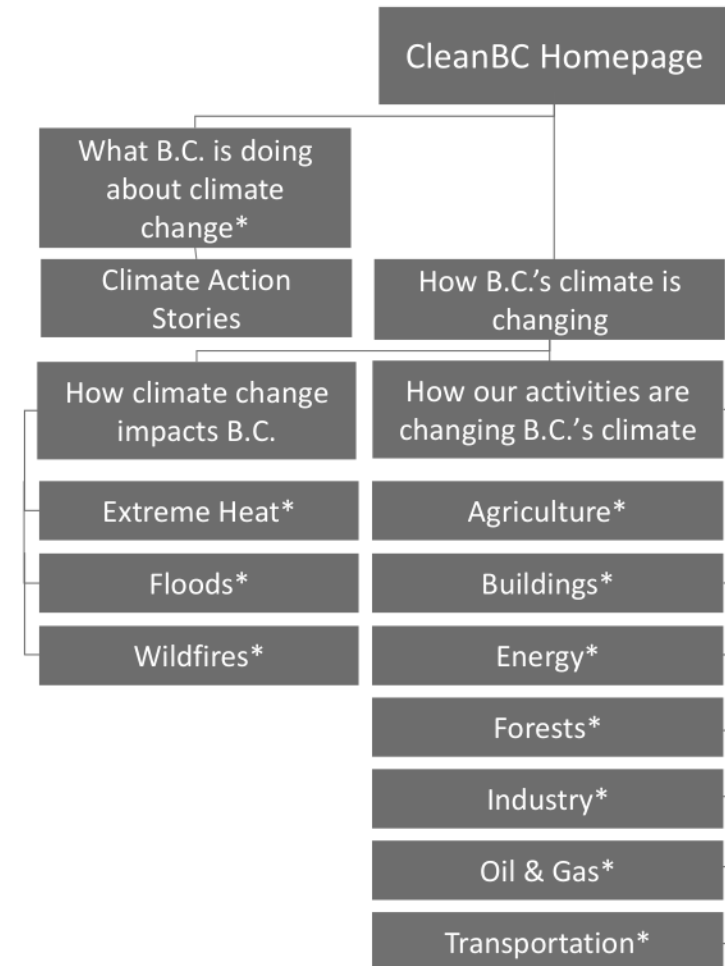 CleanBC Homepage
What B.C. is doing
about climate
change*
Climate Action
Stories
How B.C.’s climate is
changing
How climate change
impacts B.C.
How our activities are
changing B.C.’s climate
Extreme Heat*
Floods*
Wildfires*
Agriculture*
Buildings*
Energy*
Forests*
Industry*
Oil & Gas*
Transportation*